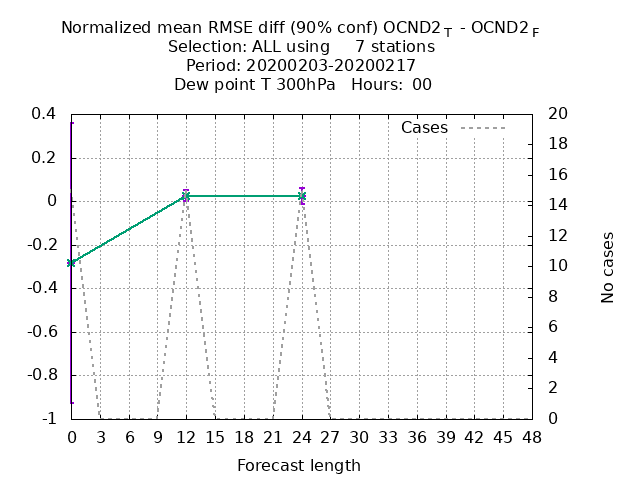 Normalized mean RMSE diff (90% conf) OCND2 T - OCND2 F
Selection: ALL using 7 stations
Period: 20200203-20200217
Dew point T 300hPa Hours: 00
Cases
0.4
0.2
0
-0.2
-0.4
-0.6
-0.8
-1
20
18
16
14
12
10
8
6
4
2
0
No cases
0 3 6 9 12 15 18 21 24 27 30 33 36 39 42 45 48
Forecast length